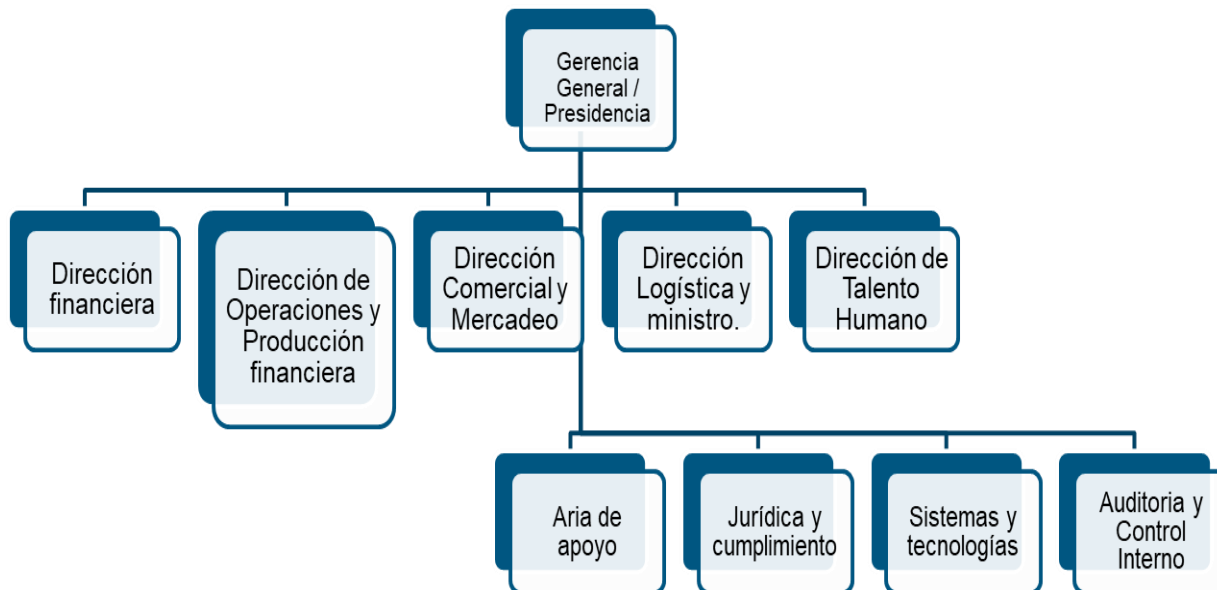 Gerencia
General /
Presidencia
Dirección
financiera
Dirección de
Operaciones y
Producción
financiera
Dirección
Comercial y
Mercadeo
Dirección
Logística y
ministro.
Dirección de
Talento
Humano
Aria de
apoyo
Jurídica y
cumplimiento
Sistemas y
tecnologías
Auditoria y
Control
Interno